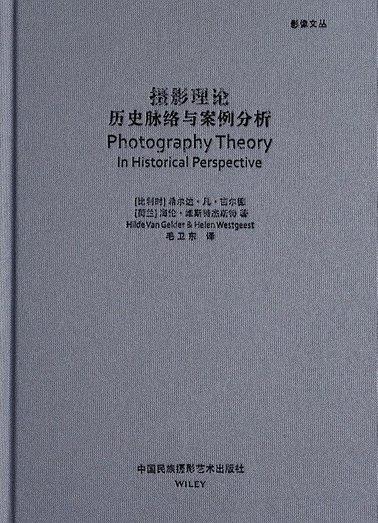 影像文丛
摄影理论
历史脉络与案例分析
Photography Theory
In Historical Perspective
[比利时] 希尔达·凡·吉尔德
[荷兰] 海伦·维斯特杰斯特 著
Hilde Van Gelder & Helen Westgeest
毛卫东 译
中国民族摄影艺术出版社
WILEY